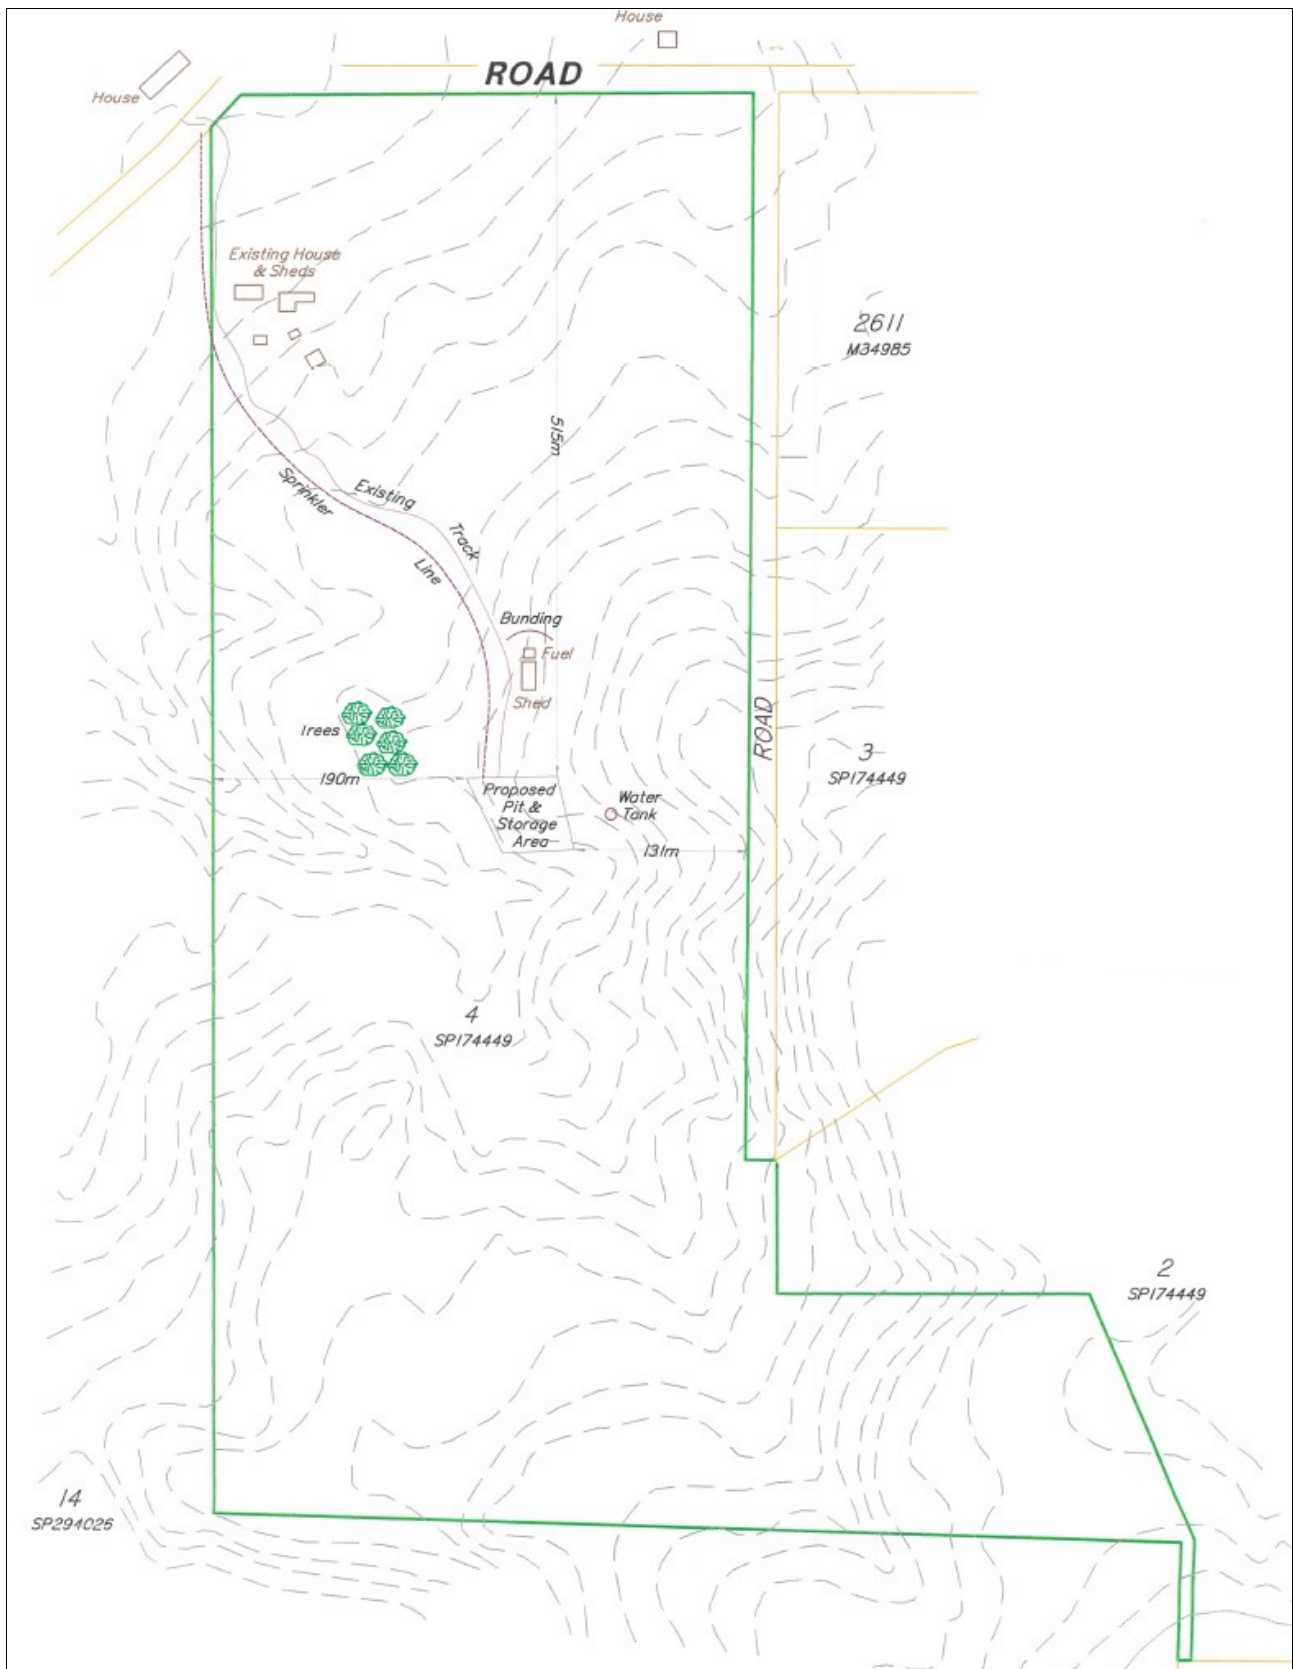 House
ROAD
House
Existing House
& Sheds
2611
M34985
515m
Existing
Sprinkler
Track
Line
Bunding
Fuel
Shed
Trees
ROAD
3
SP174449
190m
Proposed
Pit &
Storage
Area
Water
Tank
131m
4
SP174449
2
SP174449
14
SP294026